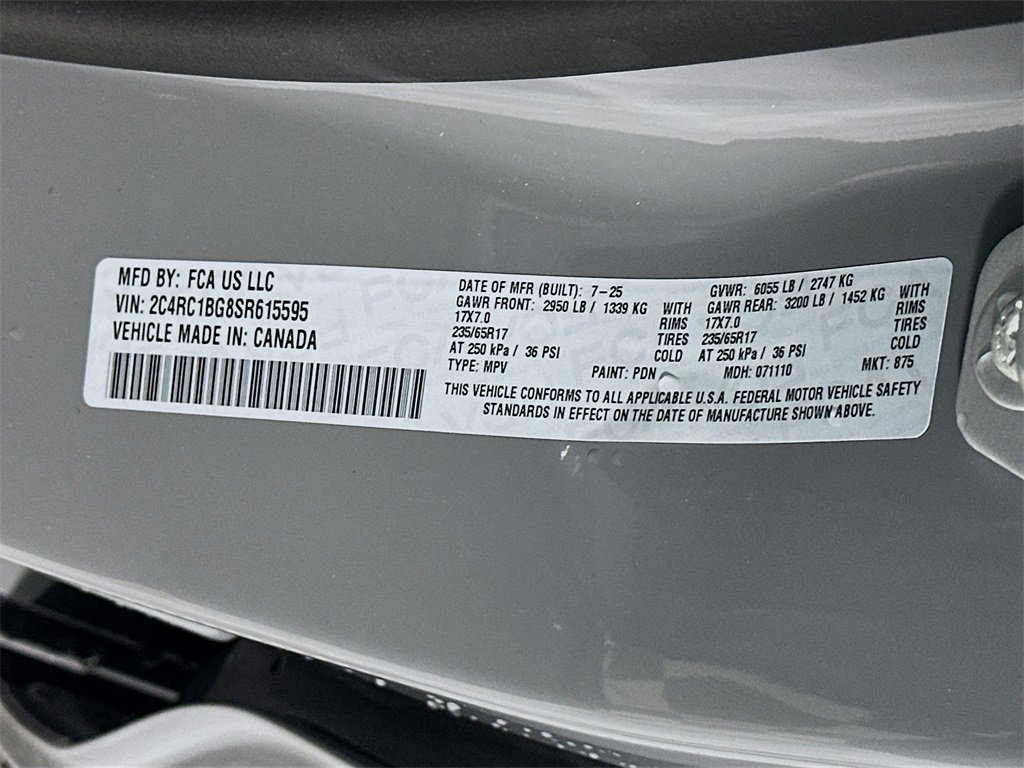 MFD BY: FCA US LLC
VIN: 2C4RC1BG8SR615595
VEHICLE MADE IN: CANADA
DATE OF MFR (BUILT): 7-25 GVWR: 6055 LB / 2747 KG
GAWR FRONT: 2950 LB / 1339 KG WITH GAWR REAR: 3200 LB / 1452 KG WITH
17X7.0 RIMS 17X7.0 RIMS
235/65R17 TIRES 235/65R17 TIRES
AT 250 kPa / 36 PSI COLD AT 250 kPa / 36 PSI COLD
TYPE: MPV PAINT: PDN MDH: 071110 MKT: 875
THIS VEHICLE CONFORMS TO ALL APPLICABLE U.S.A. FEDERAL MOTOR VEHICLE SAFETY
STANDARDS IN EFFECT ON THE DATE OF MANUFACTURE SHOWN ABOVE.